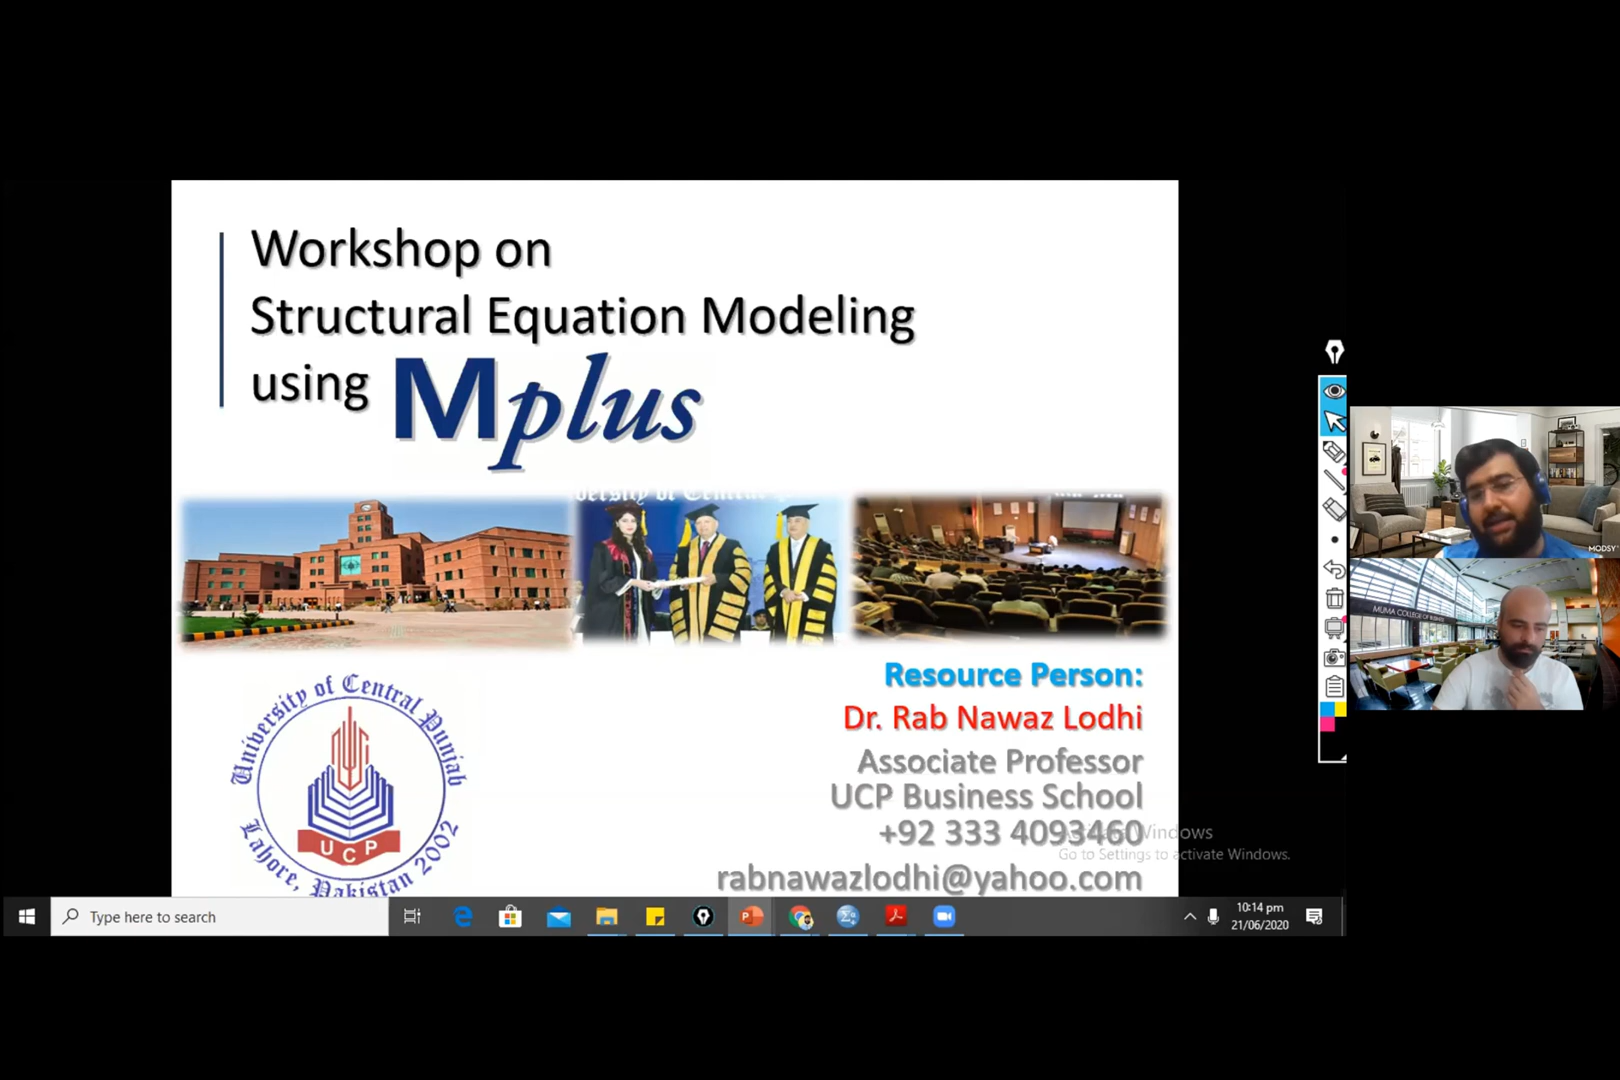 Workshop on
Structural Equation Modeling
using Mplus
University of Central Punjab
Lahore, Pakistan 2002
UCP
Resource Person:
Dr. Rab Nawaz Lodhi
Associate Professor
UCP Business School
+92 333 4093460
rabnawazlodhi@yahoo.com
Activate Windows
Go to Settings to activate Windows.
MODSY
MUMA COLLEGE OF BUSINESS
Type here to search
10:14 pm
21/06/2020